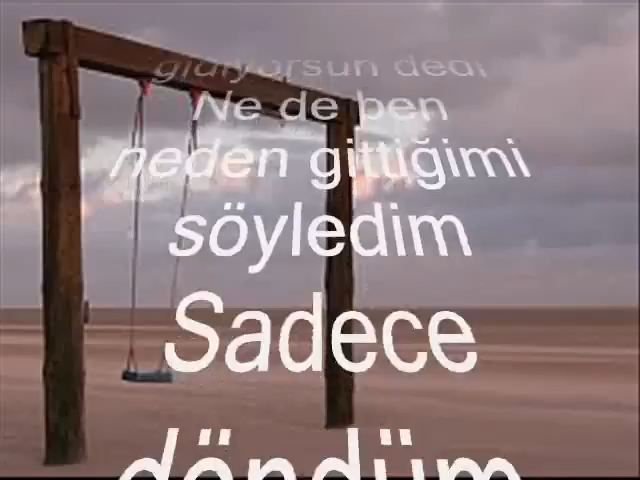 gidiyorsun dedi
Ne de ben
neden gittiğimi
söyledim
Sadece
döndüm